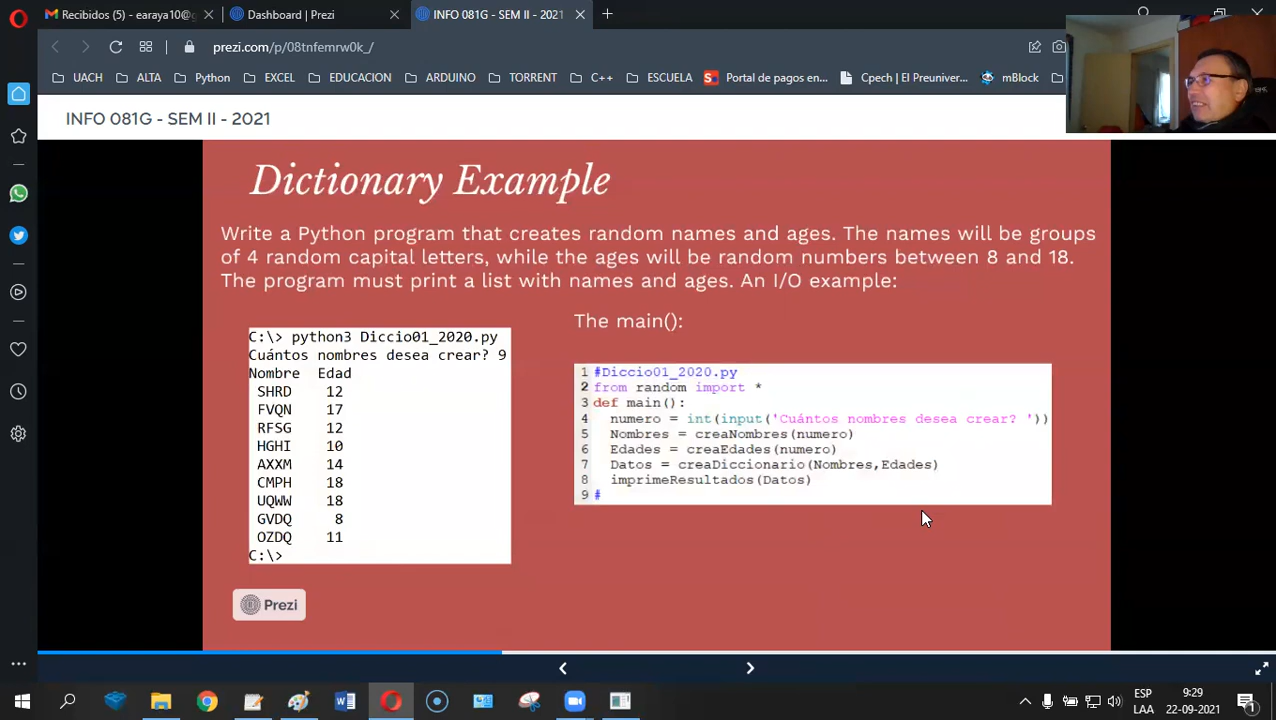 Recibidos (5) - earaya10@g
Dashboard | Prezi
INFO 081G - SEM II - 2021
prezi.com/p/08tnfemrw0k_/
UACH
ALTA
Python
EXCEL
EDUCACION
ARDUINO
TORRENT
C++
ESCUELA
Portal de pagos en...
Cpech | El Preuniver...
mBlock
INFO 081G - SEM II - 2021
Dictionary Example
Write a Python program that creates random names and ages. The names will be groups
of 4 random capital letters, while the ages will be random numbers between 8 and 18.
The program must print a list with names and ages. An I/O example:
C:\> python3 Diccio01_2020.py
Cuántos nombres desea crear? 9
Nombre Edad
SHRD 12
FVQN 17
RFSG 12
HGHI 10
AXXM 14
CMPH 18
UQWW 18
GVDQ 8
OZDQ 11
C:\>
The main():
1 #Diccio01_2020.py
2 from random import *
3 def main():
4 numero = int(input('Cuántos nombres desea crear? '))
5 Nombres = creaNombres(numero)
6 Edades = creaEdades(numero)
7 Datos = creaDiccionario(Nombres,Edades)
8 imprimeResultados(Datos)
9 #
Prezi
ESP
LAA
9:29
22-09-2021
1